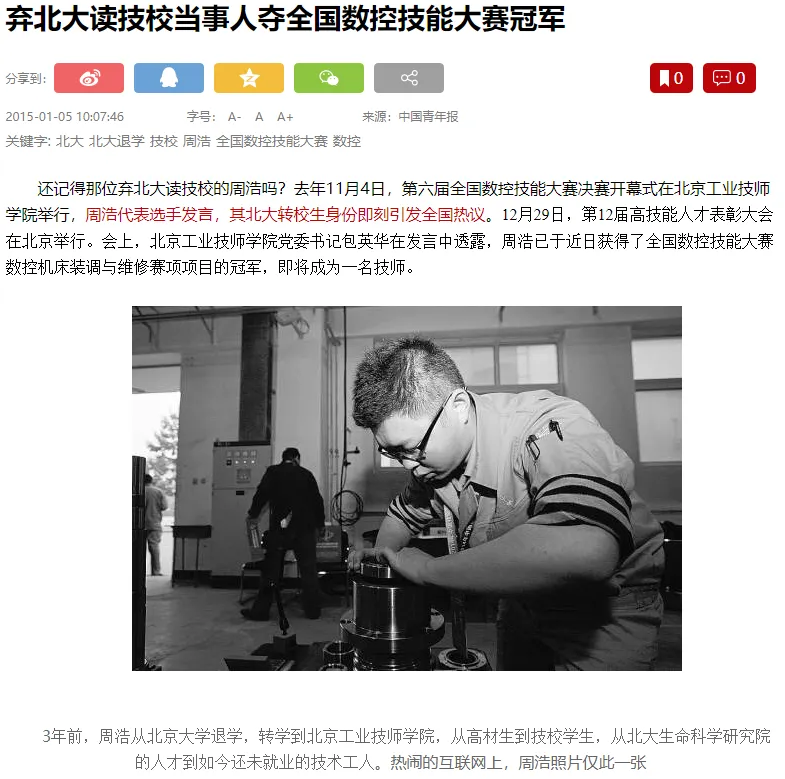 弃北大读技校当事人夺全国数控技能大赛冠军
分享到: 0 0
2015-01-05 10:07:46 字号: A- A A+ 来源: 中国青年报
关键字: 北大 北大退学 技校 周浩 全国数控技能大赛 数控
还记得那位弃北大读技校的周浩吗？去年11月4日，第六届全国数控技能大赛决赛开幕式在北京工业技师
学院举行，周浩代表选手发言，其北大转校生身份即刻引发全国热议。12月29日，第12届高技能人才表彰大会
在北京举行。会上，北京工业技师学院党委书记包英华在发言中透露，周浩已于近日获得了全国数控技能大赛
数控机床装调与维修赛项项目的冠军，即将成为一名技师。
3年前，周浩从北京大学退学，转学到北京工业技师学院，从高材生到技校学生，从北大生命科学研究院
的人才到如今还未就业的技术工人。热闹的互联网上，周浩照片仅此一张